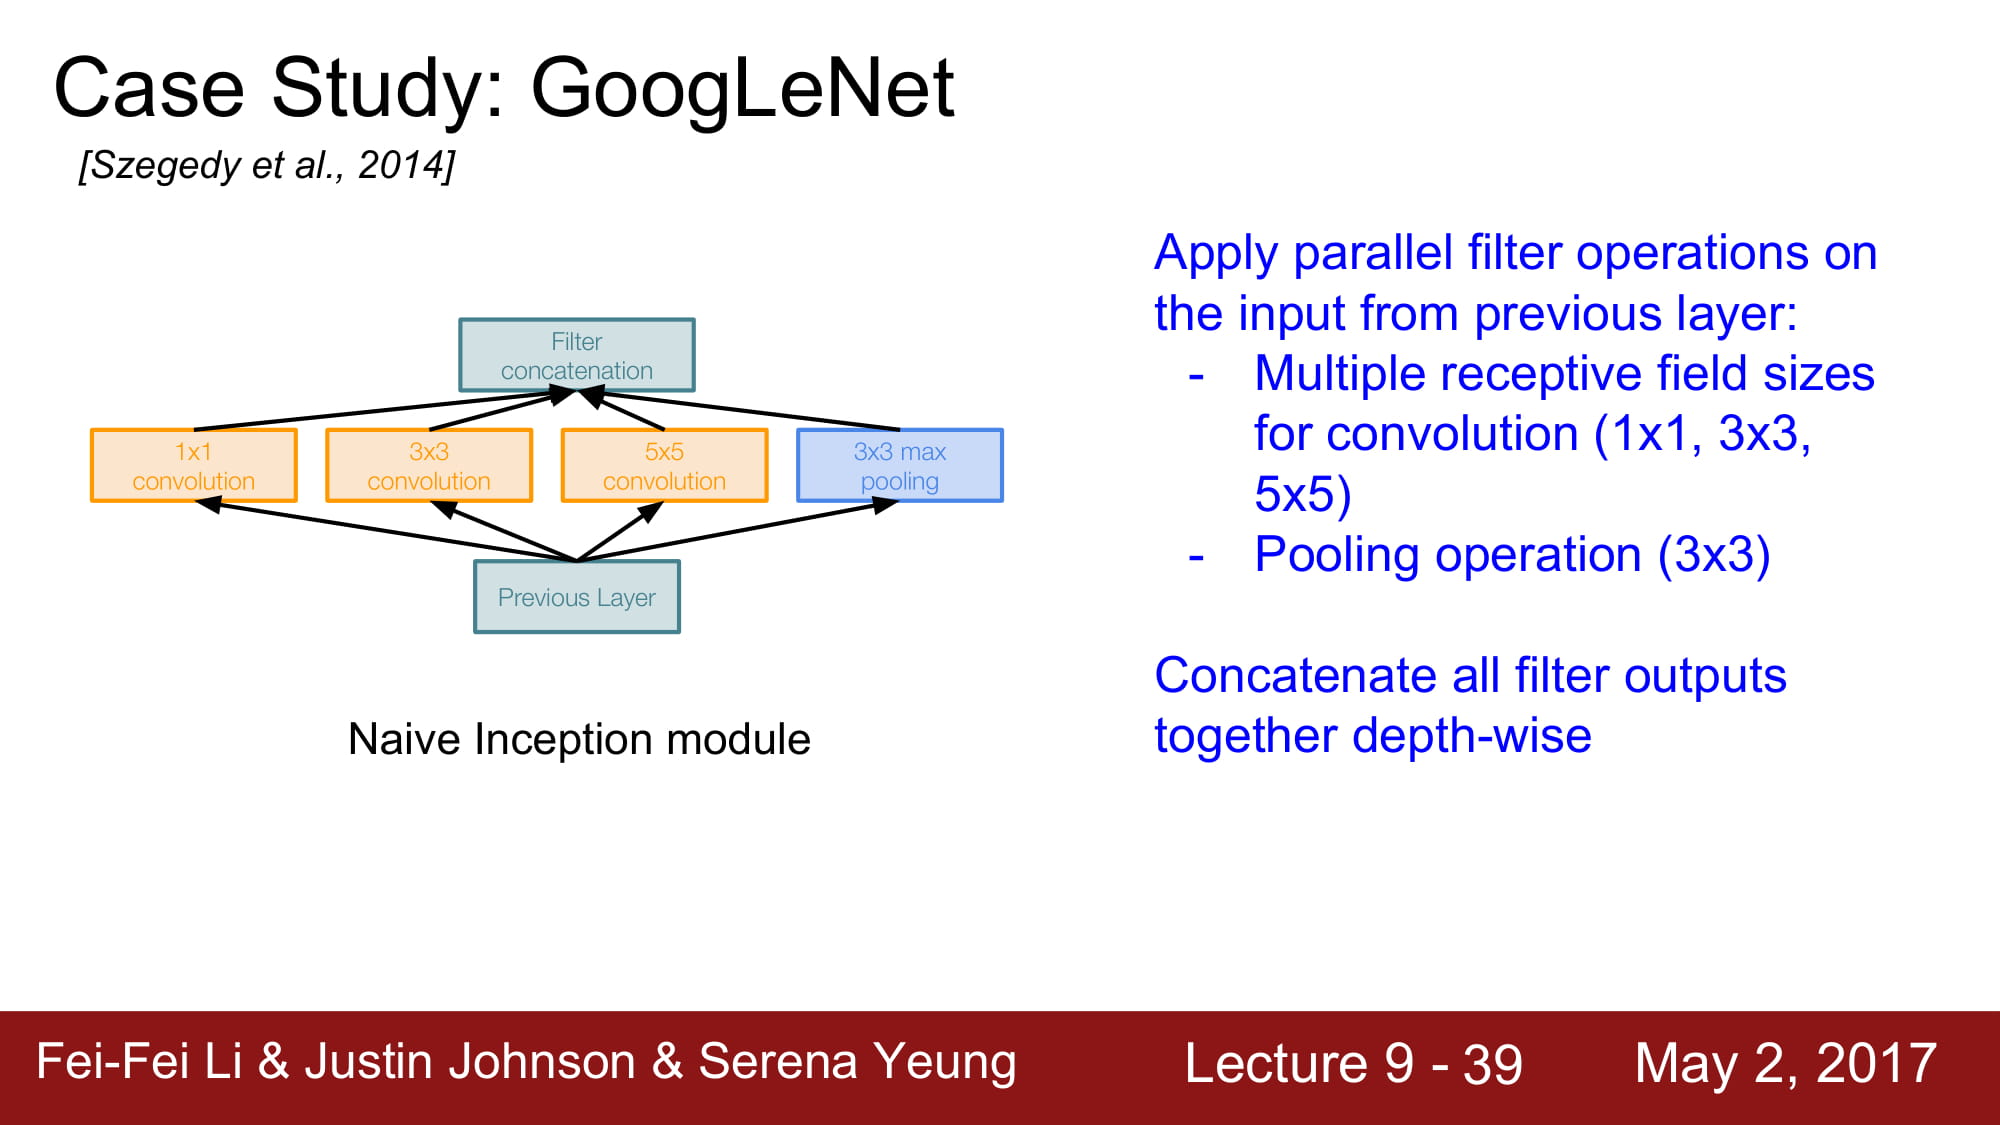 Case Study: GoogLeNet
[Szegedy et al., 2014]
Filter
concatenation
1x1
convolution
3x3
convolution
5x5
convolution
3x3 max
pooling
Previous Layer
Naive Inception module
Apply parallel filter operations on
the input from previous layer:
- Multiple receptive field sizes
for convolution (1x1, 3x3,
5x5)
- Pooling operation (3x3)
Concatenate all filter outputs
together depth-wise
Fei-Fei Li & Justin Johnson & Serena Yeung
Lecture 9 - 39
May 2, 2017